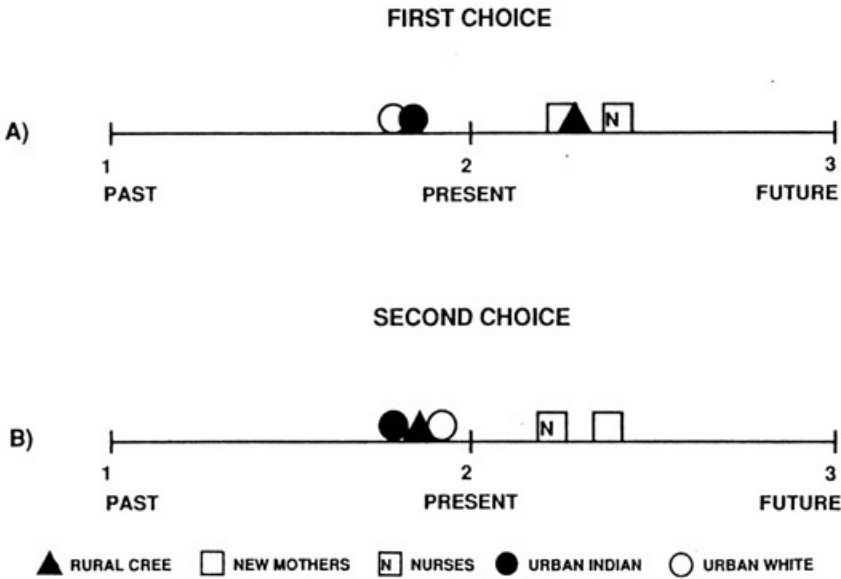 FIRST CHOICE
A)
1 2 3
PAST PRESENT FUTURE
N
SECOND CHOICE
B)
1 2 3
PAST PRESENT FUTURE
N
RURAL CREE NEW MOTHERS N NURSES URBAN INDIAN URBAN WHITE